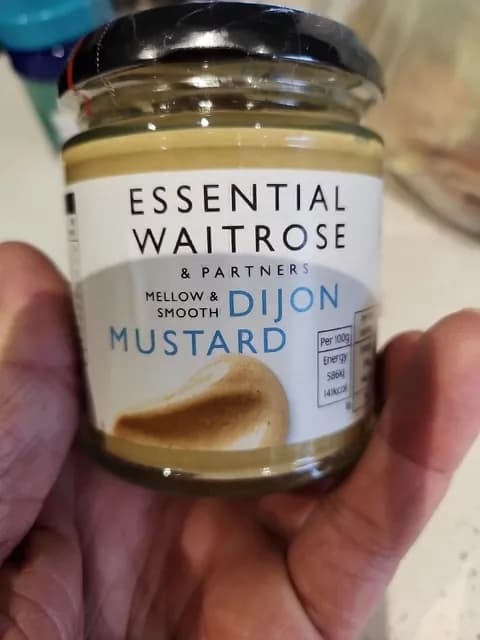 ESSENTIAL
WAITROSE
& PARTNERS
MELLOW &
SMOOTH DIJON
MUSTARD
Per 100g
Energy
586kJ
141kcal